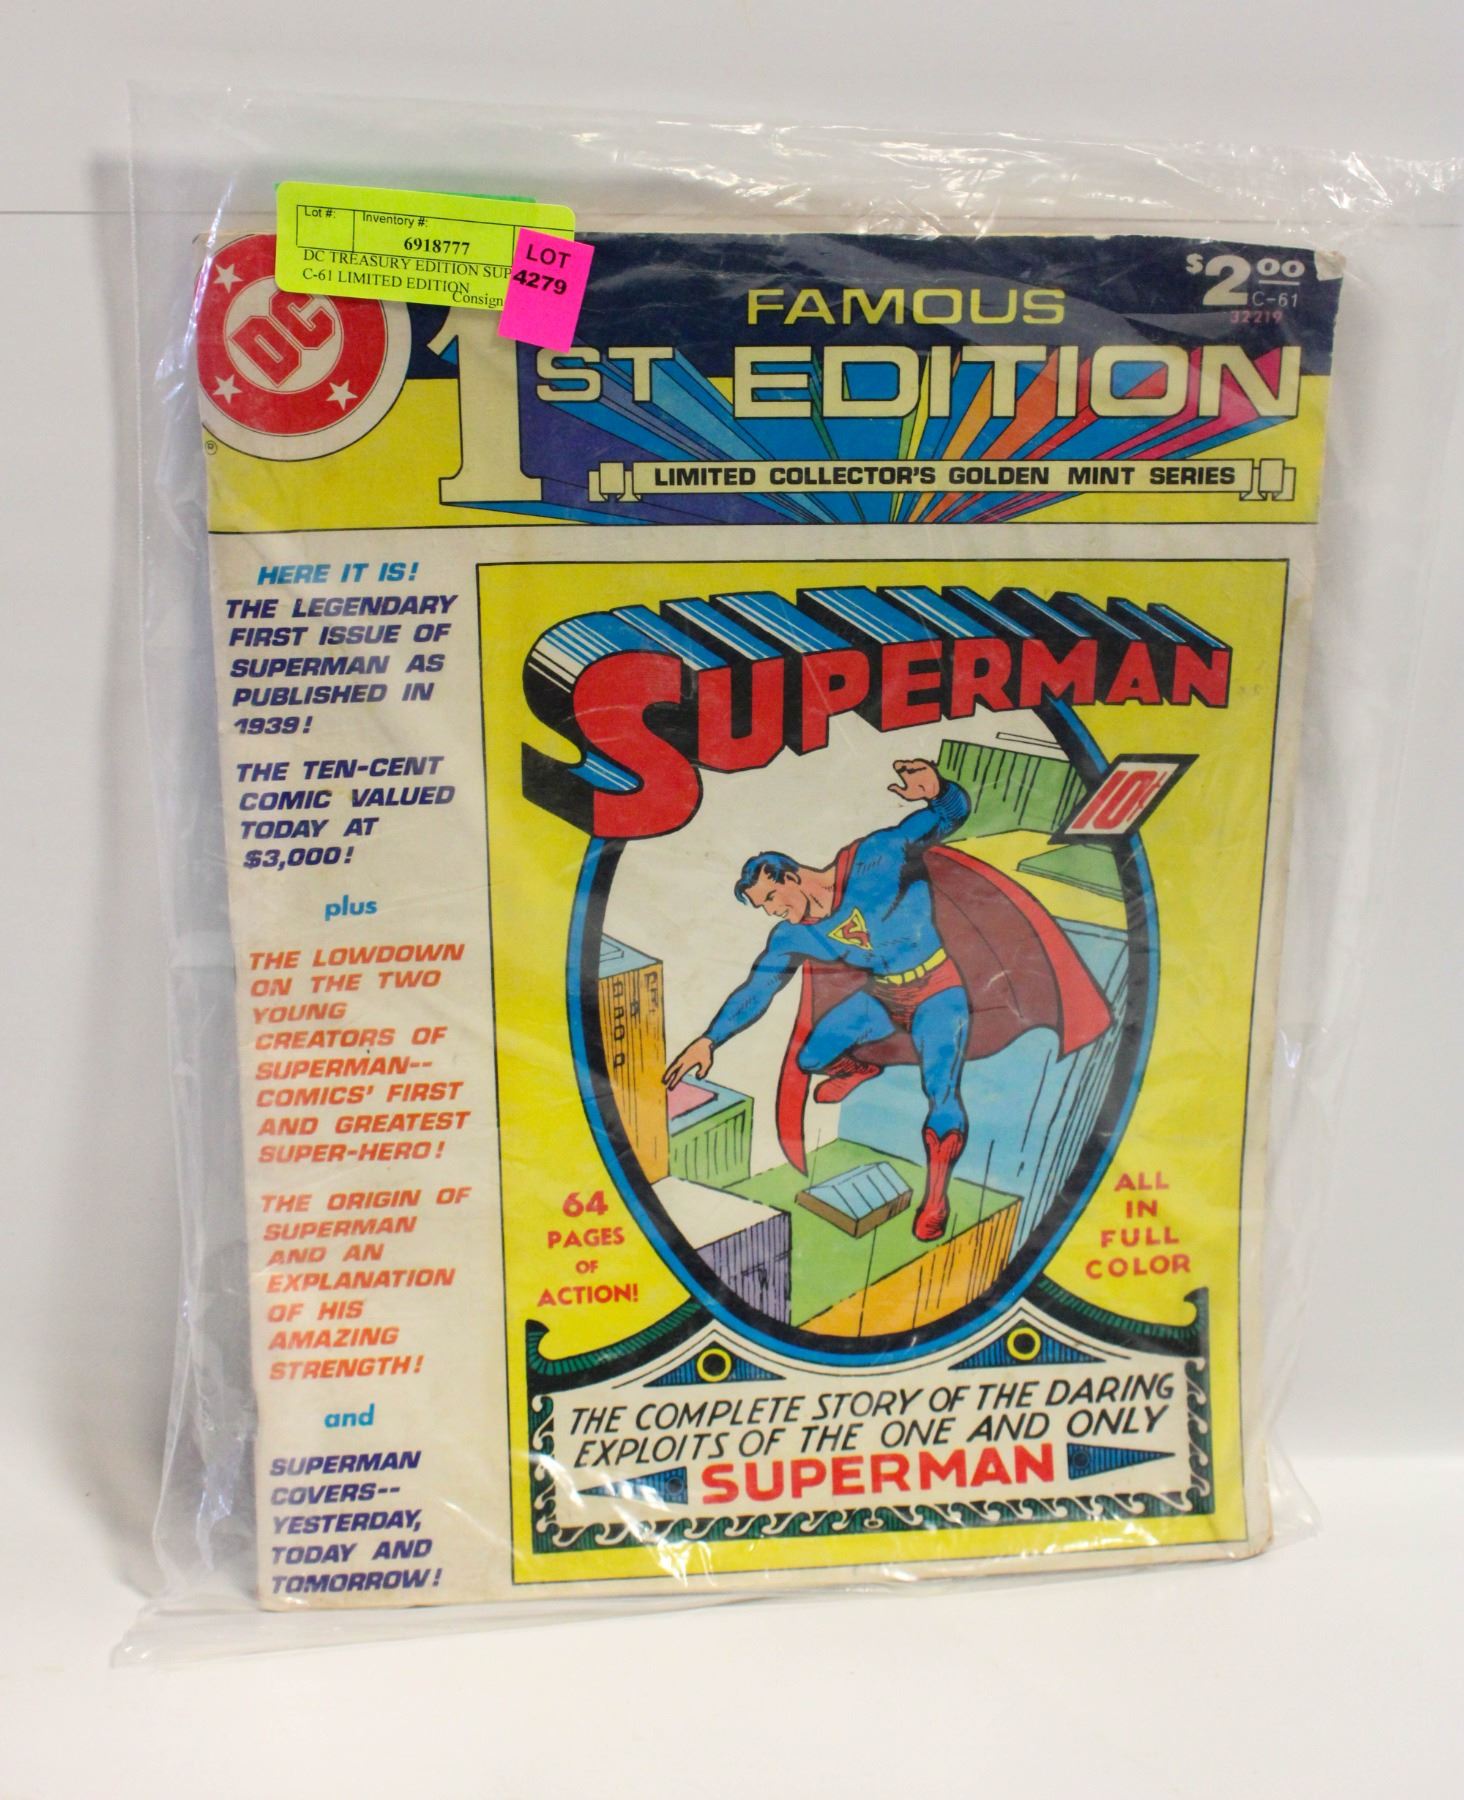 Lot #: Inventory #:
6918777
DC TREASURY EDITION SUP
C-61 LIMITED EDITION
Consign
LOT
4279
DC
®
$2.00
C-61
32219
FAMOUS
1ST EDITION
LIMITED COLLECTOR'S GOLDEN MINT SERIES
HERE IT IS!
THE LEGENDARY
FIRST ISSUE OF
SUPERMAN AS
PUBLISHED IN
1939!
THE TEN-CENT
COMIC VALUED
TODAY AT
$3,000!
plus
THE LOWDOWN
ON THE TWO
YOUNG
CREATORS OF
SUPERMAN--
COMICS' FIRST
AND GREATEST
SUPER-HERO!
THE ORIGIN OF
SUPERMAN
AND AN
EXPLANATION
OF HIS
AMAZING
STRENGTH!
and
SUPERMAN
COVERS--
YESTERDAY,
TODAY AND
TOMORROW!
SUPERMAN
10¢
S
64
PAGES
OF
ACTION!
ALL
IN
FULL
COLOR
THE COMPLETE STORY OF THE DARING
EXPLOITS OF THE ONE AND ONLY
SUPERMAN